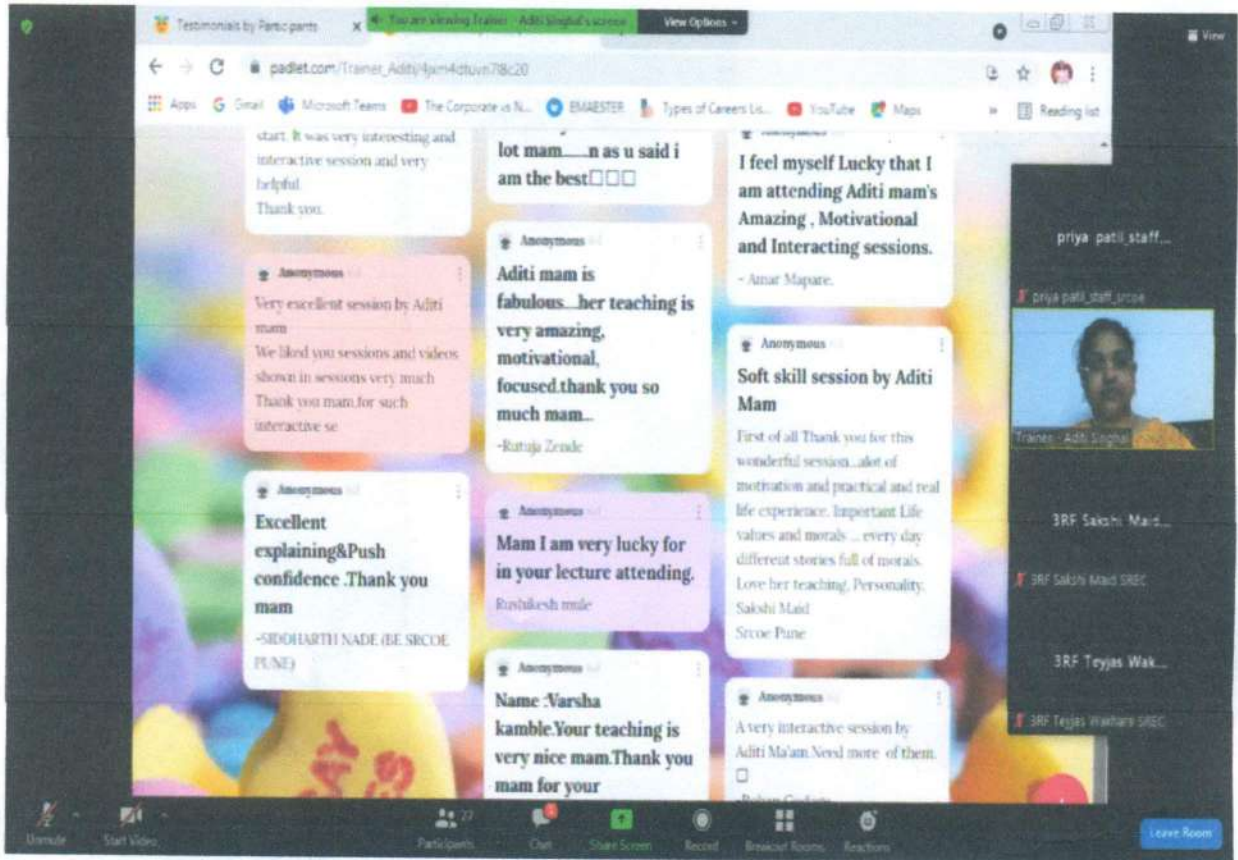 View
Testimonials by Participants
You are viewing Trainer - Aditi Singhal's screen
View Options
Apps
Gmail
Microsoft Teams
The Corporate vs N...
EMAESTER
Types of Careers Lis...
YouTube
Maps
Reading list
start. It was very interesting and
interactive session and very
helpful.
Thank you.
Anonymous
Very excellent session by Aditi
mam
We liked you sessions and videos
shown in sessions very much
Thank you mam.for such
interactive se
Anonymous
Excellent
explaining&Push
confidence .Thank you
mam
~SIDDHARTH NADE (BE SRCOE
PUNE)
lot mam.....n as u said i
am the best□□□
Anonymous
Aditi mam is
fabulous...her teaching is
very amazing,
motivational,
focused.thank you so
much mam...
~Rutuja Zende
Anonymous
Mam I am very lucky for
in your lecture attending.
Rushikesh mule
Anonymous
Name :Varsha
kamble.Your teaching is
very nice mam.Thank you
mam for your
Anonymous
I feel myself Lucky that I
am attending Aditi mam's
Amazing , Motivational
and Interacting sessions.
~ Amar Mapare.
Anonymous
Soft skill session by Aditi
Mam
First of all Thank you for this
wonderful session...alot of
motivation and practical and real
life experience. Important Life
values and morals ... every day
different stories full of morals.
Love her teaching, Personality.
Sakshi Maid
Srcoe Pune
Anonymous
A very interactive session by
Aditi Ma'am.Need more of them.
priya patil_staff...
priya patil_staff_srcoe
Trainer - Aditi Singhal
3RF Sakshi Maid...
3RF Sakshi Maid SREC
3RF Teyjas Wak...
3RF Teyjas Wakhare SREC
Unmute
Start Video
Participants
27
Chat
Share Screen
Record
Breakout Rooms
Reactions
Leave Room